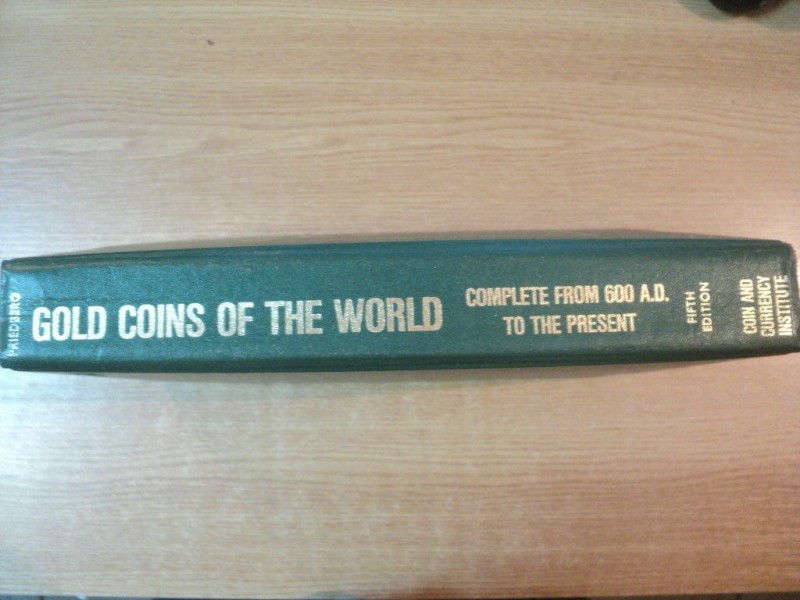 FRIEDBERG
GOLD COINS OF THE WORLD
COMPLETE FROM 600 A.D.
TO THE PRESENT
FIFTH
EDITION
COIN AND
CURRENCY
INSTITUTE